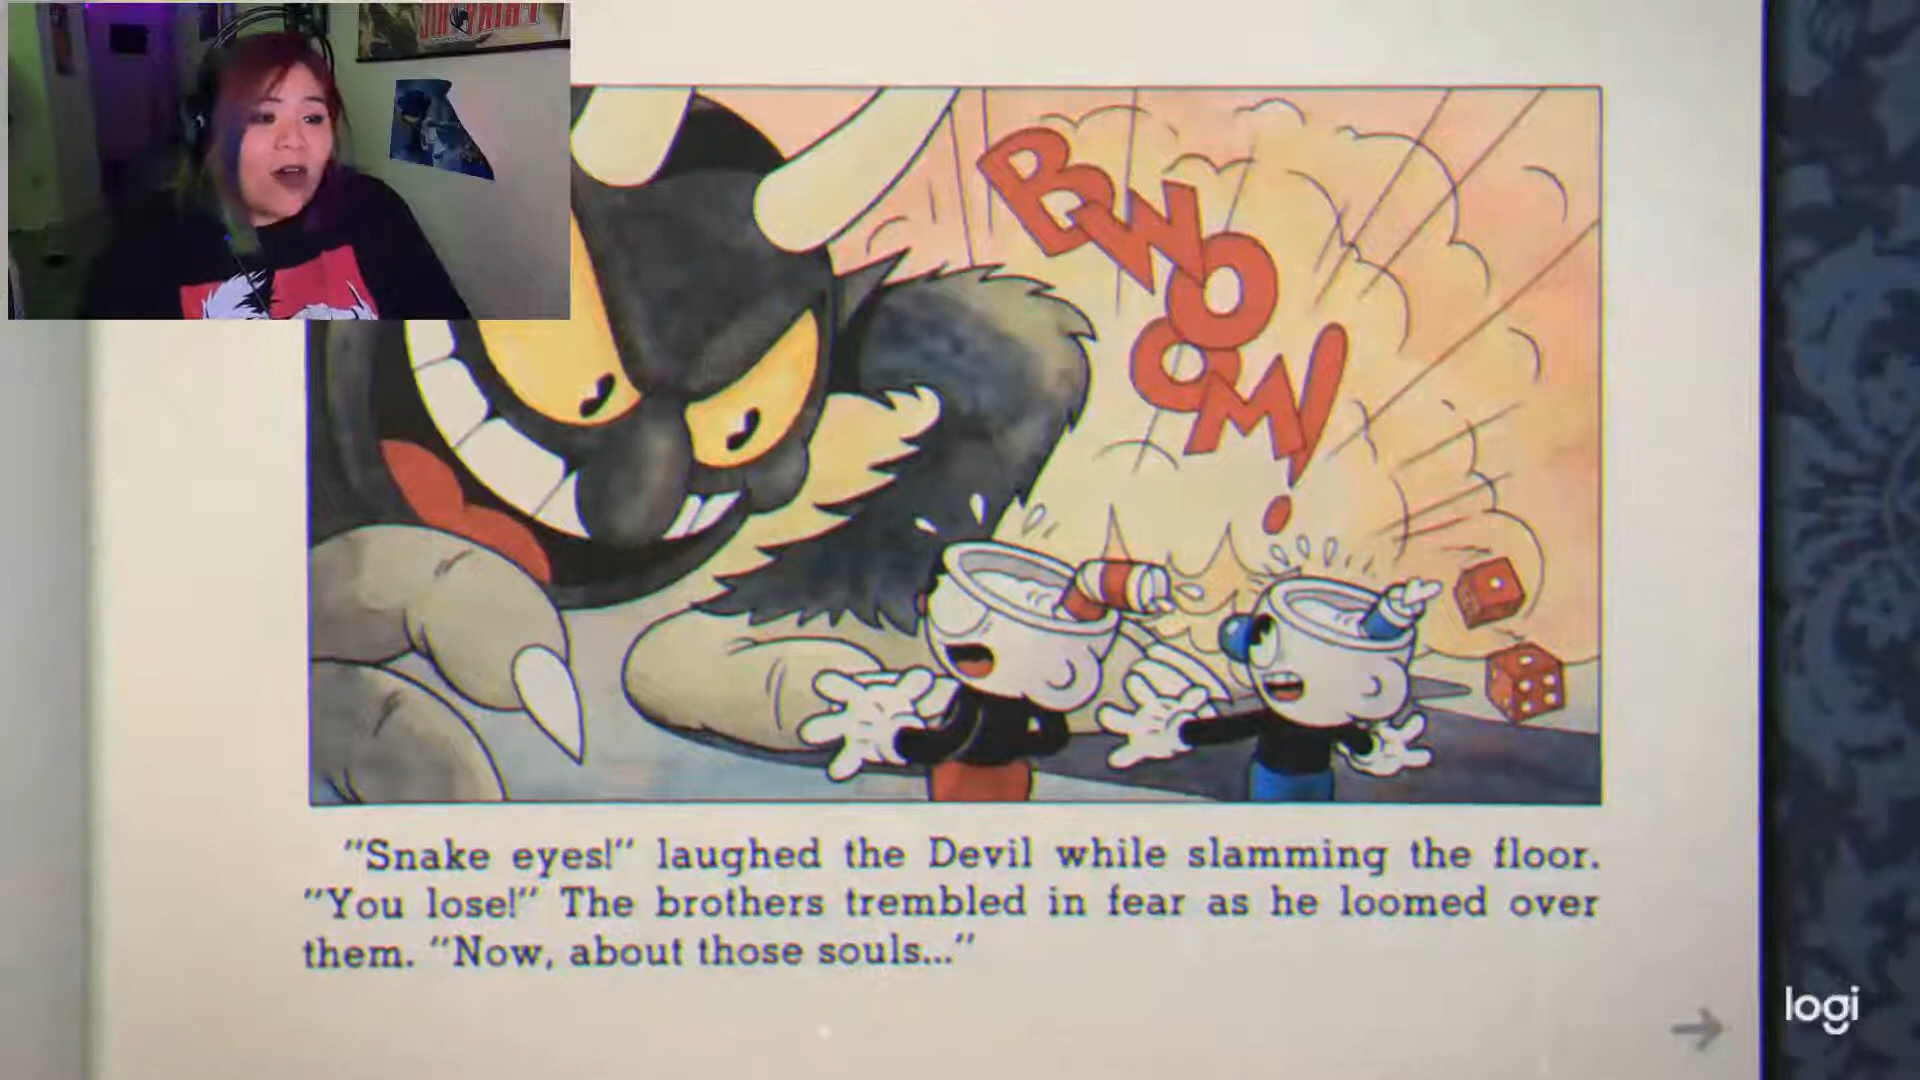 BWOOM!
"Snake eyes!" laughed the Devil while slamming the floor.
"You lose!" The brothers trembled in fear as he loomed over
them. "Now, about those souls..."
logi